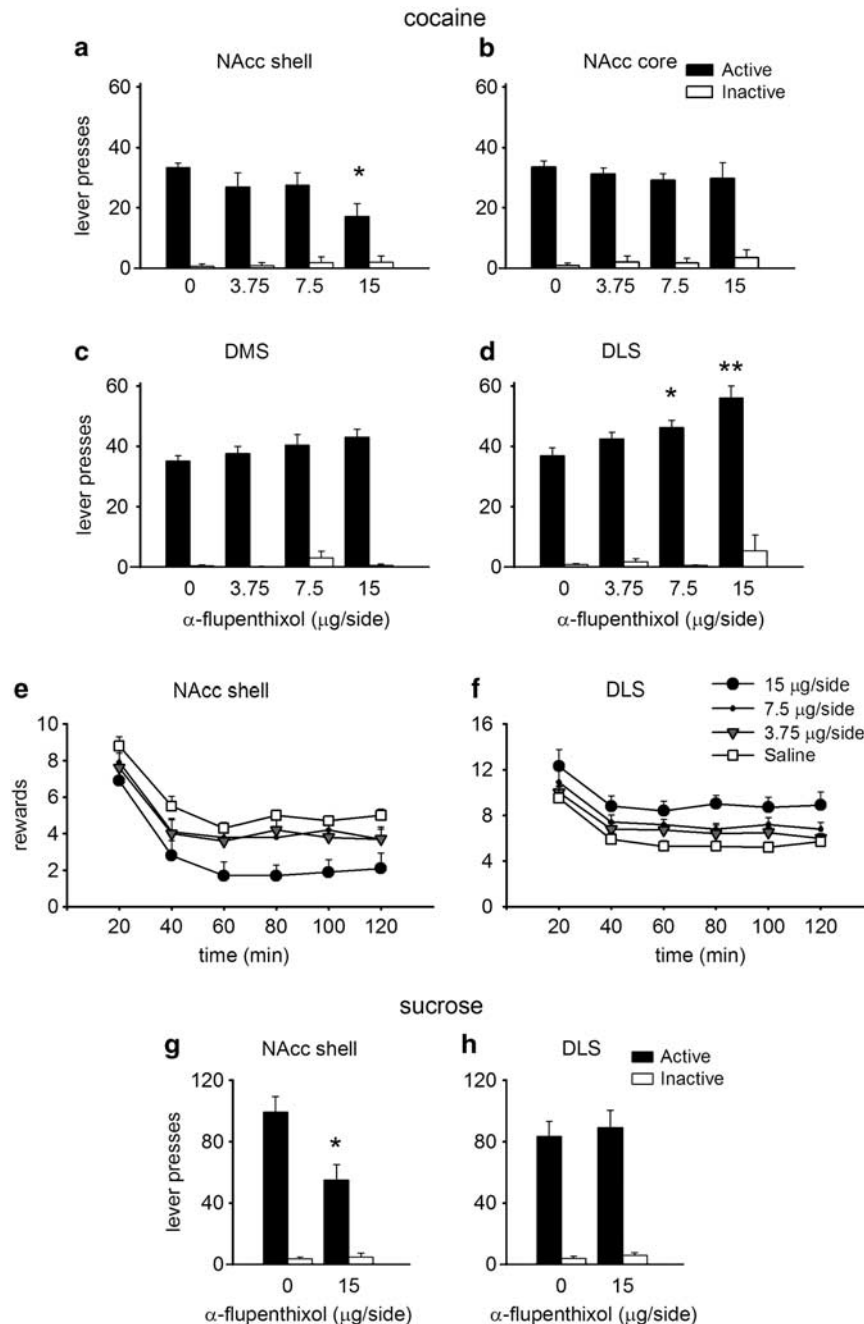 cocaine
a
NAcc shell
60
40
20
0
lever presses
*
0 3.75 7.5 15
b
NAcc core
Active
Inactive
60
40
20
0
0 3.75 7.5 15
c
DMS
60
40
20
0
lever presses
0 3.75 7.5 15
α-flupenthixol (μg/side)
d
DLS
60
40
20
0
* **
0 3.75 7.5 15
α-flupenthixol (μg/side)
e
NAcc shell
10
8
6
4
2
0
rewards
20 40 60 80 100 120
time (min)
f
DLS
15 μg/side
7.5 μg/side
3.75 μg/side
Saline
16
12
8
4
0
20 40 60 80 100 120
time (min)
sucrose
g
NAcc shell
120
80
40
0
lever presses
*
0 15
α-flupenthixol (μg/side)
h
DLS
Active
Inactive
120
80
40
0
0 15
α-flupenthixol (μg/side)